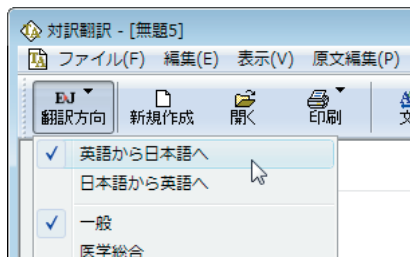 対訳翻訳 - [無題5]
ファイル(F) 編集(E) 表示(V) 原文編集(P)
EJ
翻訳方向 新規作成 開く 印刷
英語から日本語へ
日本語から英語へ
一般
医学総合